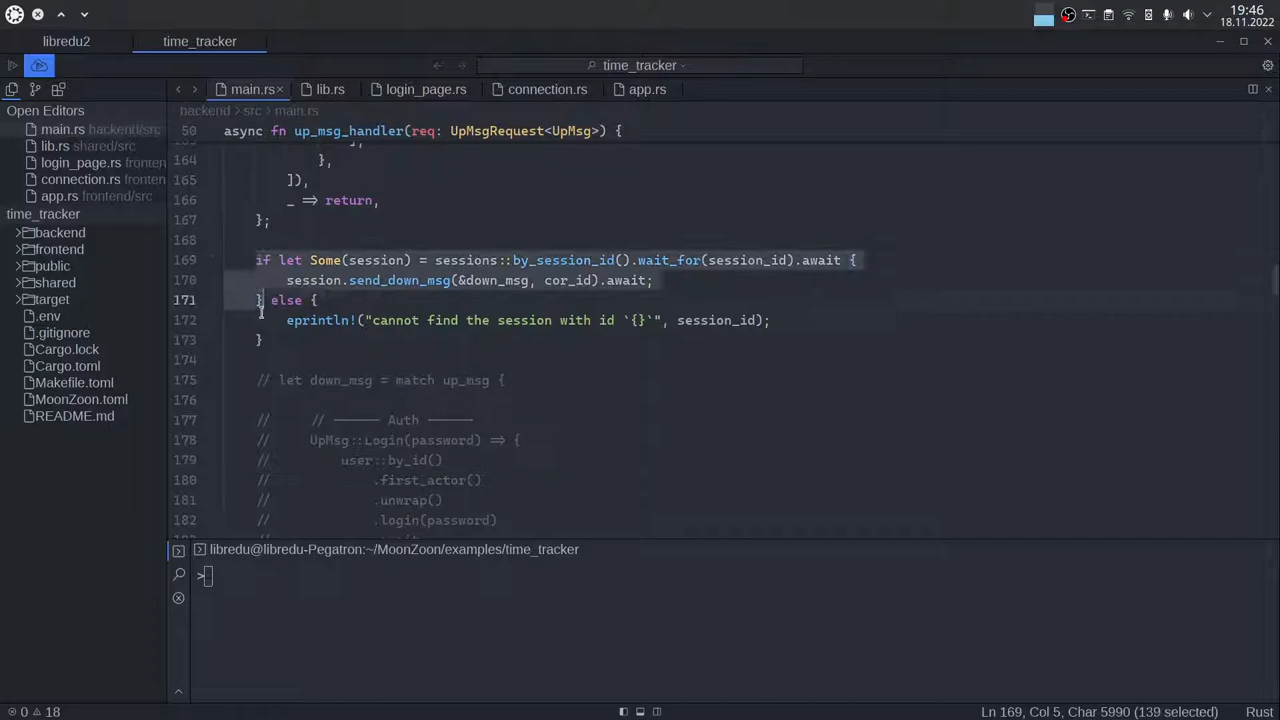 19:46
18.11.2022
libredu2
time_tracker
time_tracker
main.rs
lib.rs
login_page.rs
connection.rs
app.rs
Open Editors
main.rs backend/src
lib.rs shared/src
login_page.rs fronten
connection.rs fronten
app.rs frontend/src
time_tracker
backend
frontend
public
shared
target
.env
.gitignore
Cargo.lock
Cargo.toml
Makefile.toml
MoonZoon.toml
README.md
backend > src > main.rs
50 async fn up_msg_handler(req: UpMsgRequest<UpMsg>) {
164 },
165 ]),
166 _ => return,
167 };
168
169 if let Some(session) = sessions::by_session_id().wait_for(session_id).await {
170 session.send_down_msg(&down_msg, cor_id).await;
171 } else {
172 eprintln!("cannot find the session with id `{}`", session_id);
173 }
174
175 // let down_msg = match up_msg {
176
177 // // ------ Auth ------
178 // UpMsg::Login(password) => {
179 // user::by_id()
180 // .first_actor()
181 // .unwrap()
182 // .login(password)
libredu@libredu-Pegatron:~/MoonZoon/examples/time_tracker
>
0 18
Ln 169, Col 5, Char 5990 (139 selected)
Rust